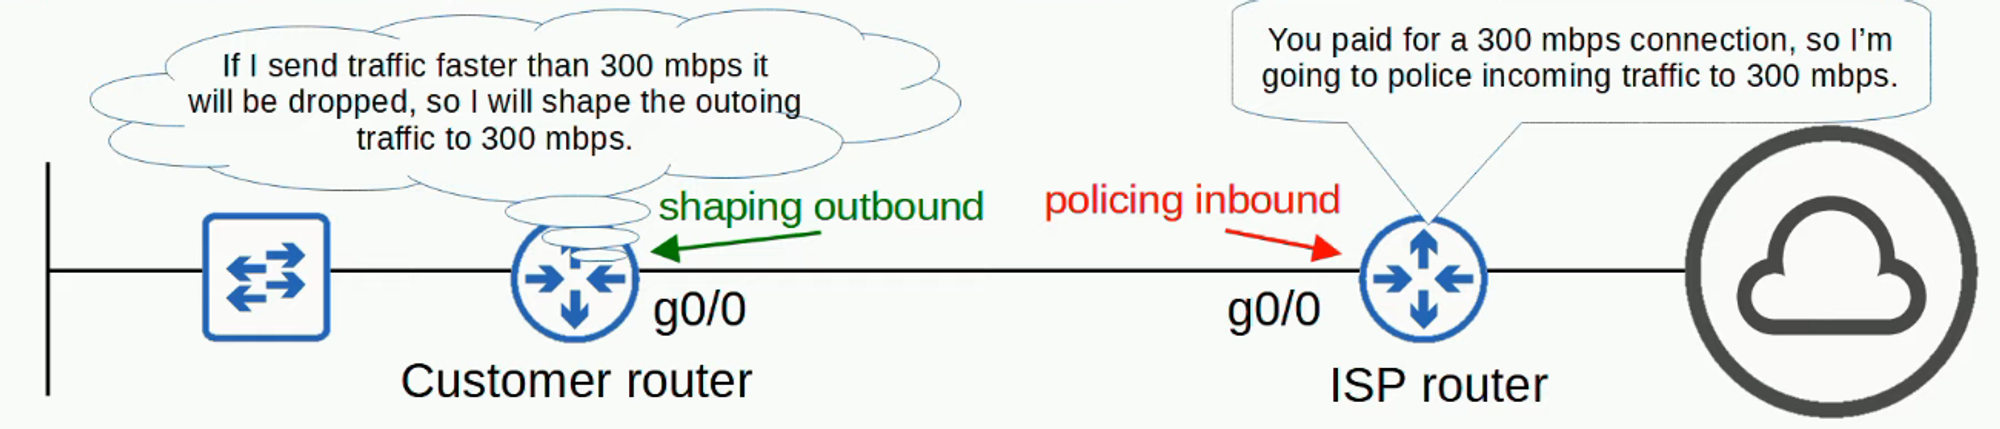 If I send traffic faster than 300 mbps it
will be dropped, so I will shape the outoing
traffic to 300 mbps.
You paid for a 300 mbps connection, so I’m
going to police incoming traffic to 300 mbps.
shaping outbound
policing inbound
g0/0
g0/0
Customer router
ISP router